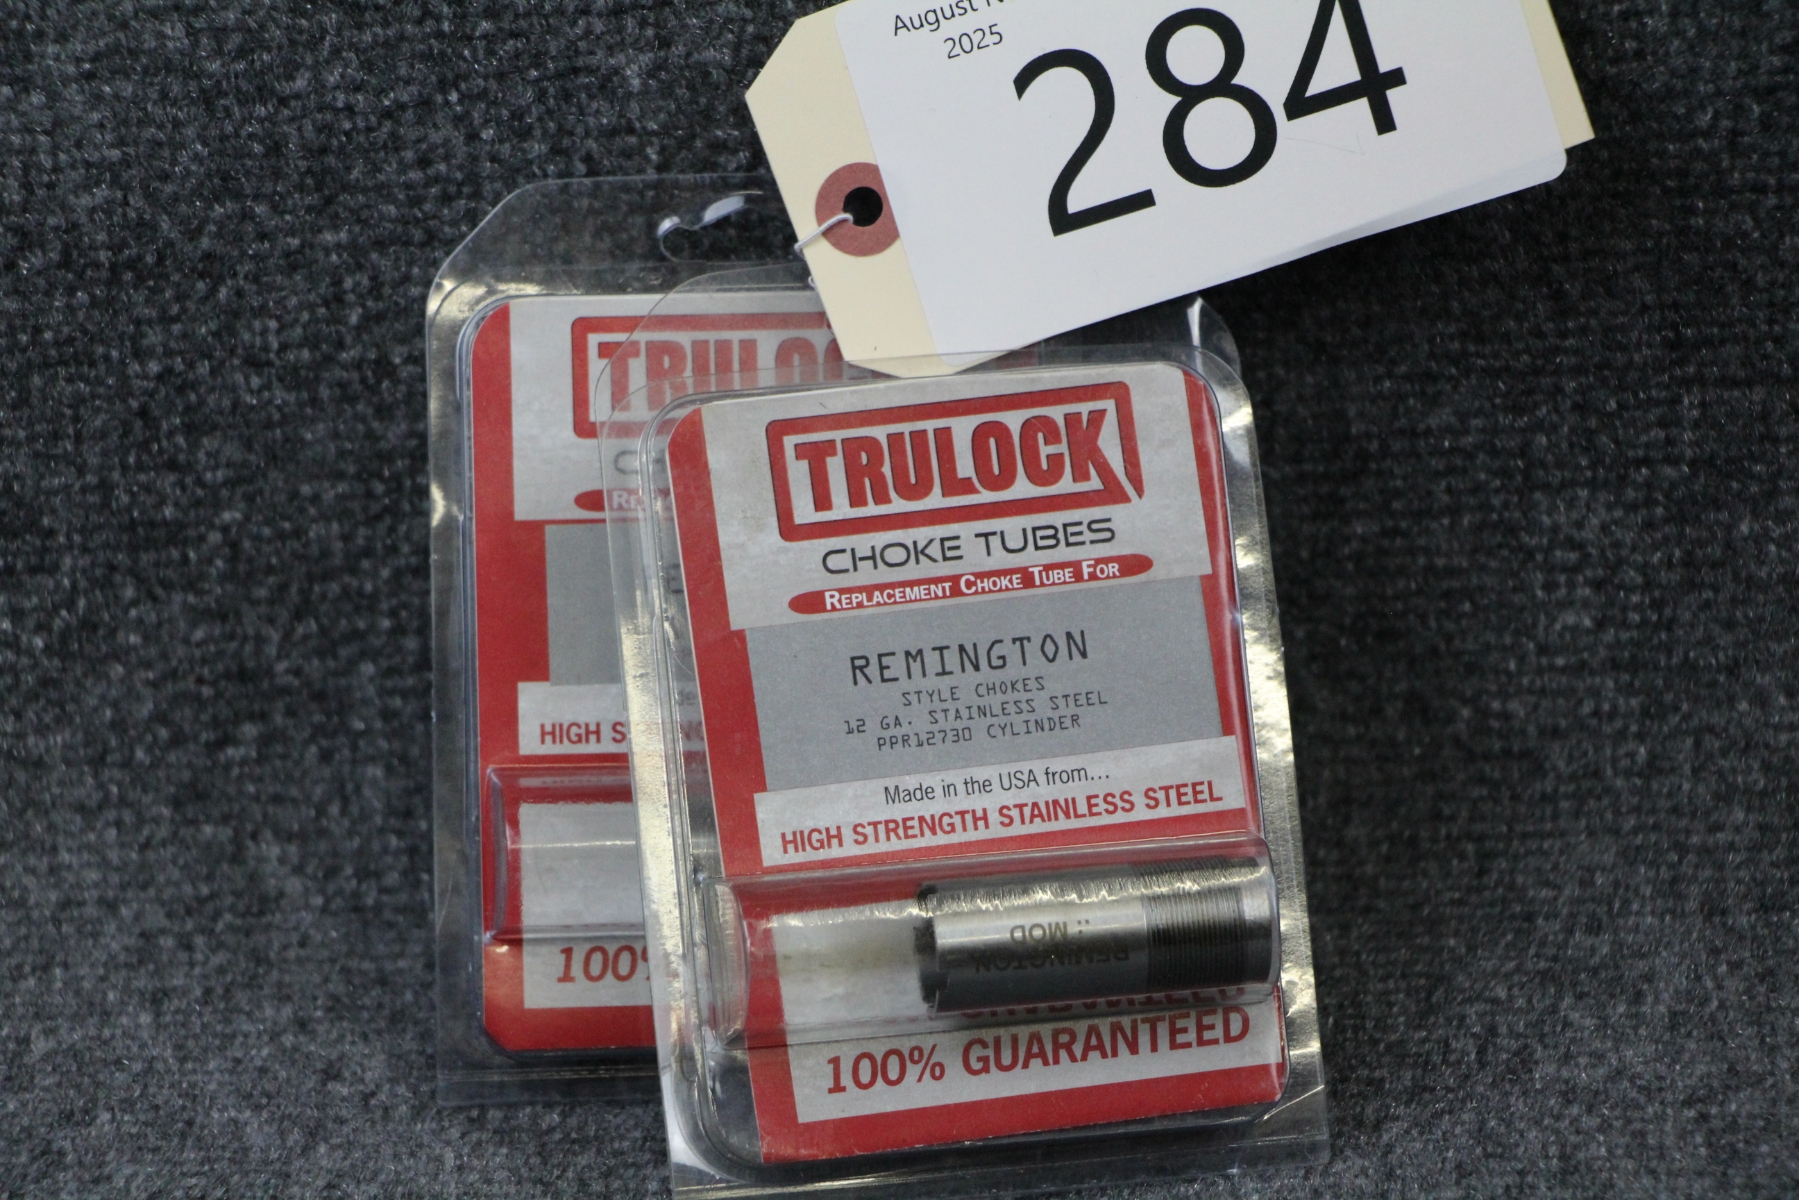 August
2025
284
TRULOCK
CHOKE TUBES
REPLACEMENT CHOKE TUBE FOR
REMINGTON
STYLE CHOKES
12 GA. STAINLESS STEEL
PPR12730 CYLINDER
Made in the USA from...
HIGH STRENGTH STAINLESS STEEL
:: MOD
REMINGTON
100% GUARANTEED
HIGH
100%